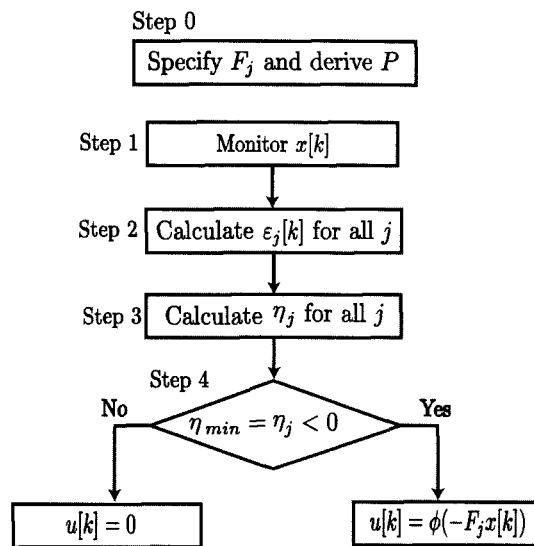 Step 0
Specify F_j and derive P
Step 1
Monitor x[k]
Step 2
Calculate ε_j[k] for all j
Step 3
Calculate η_j for all j
Step 4
No
η_min = η_j < 0
Yes
u[k] = 0
u[k] = ϕ(-F_j x[k])